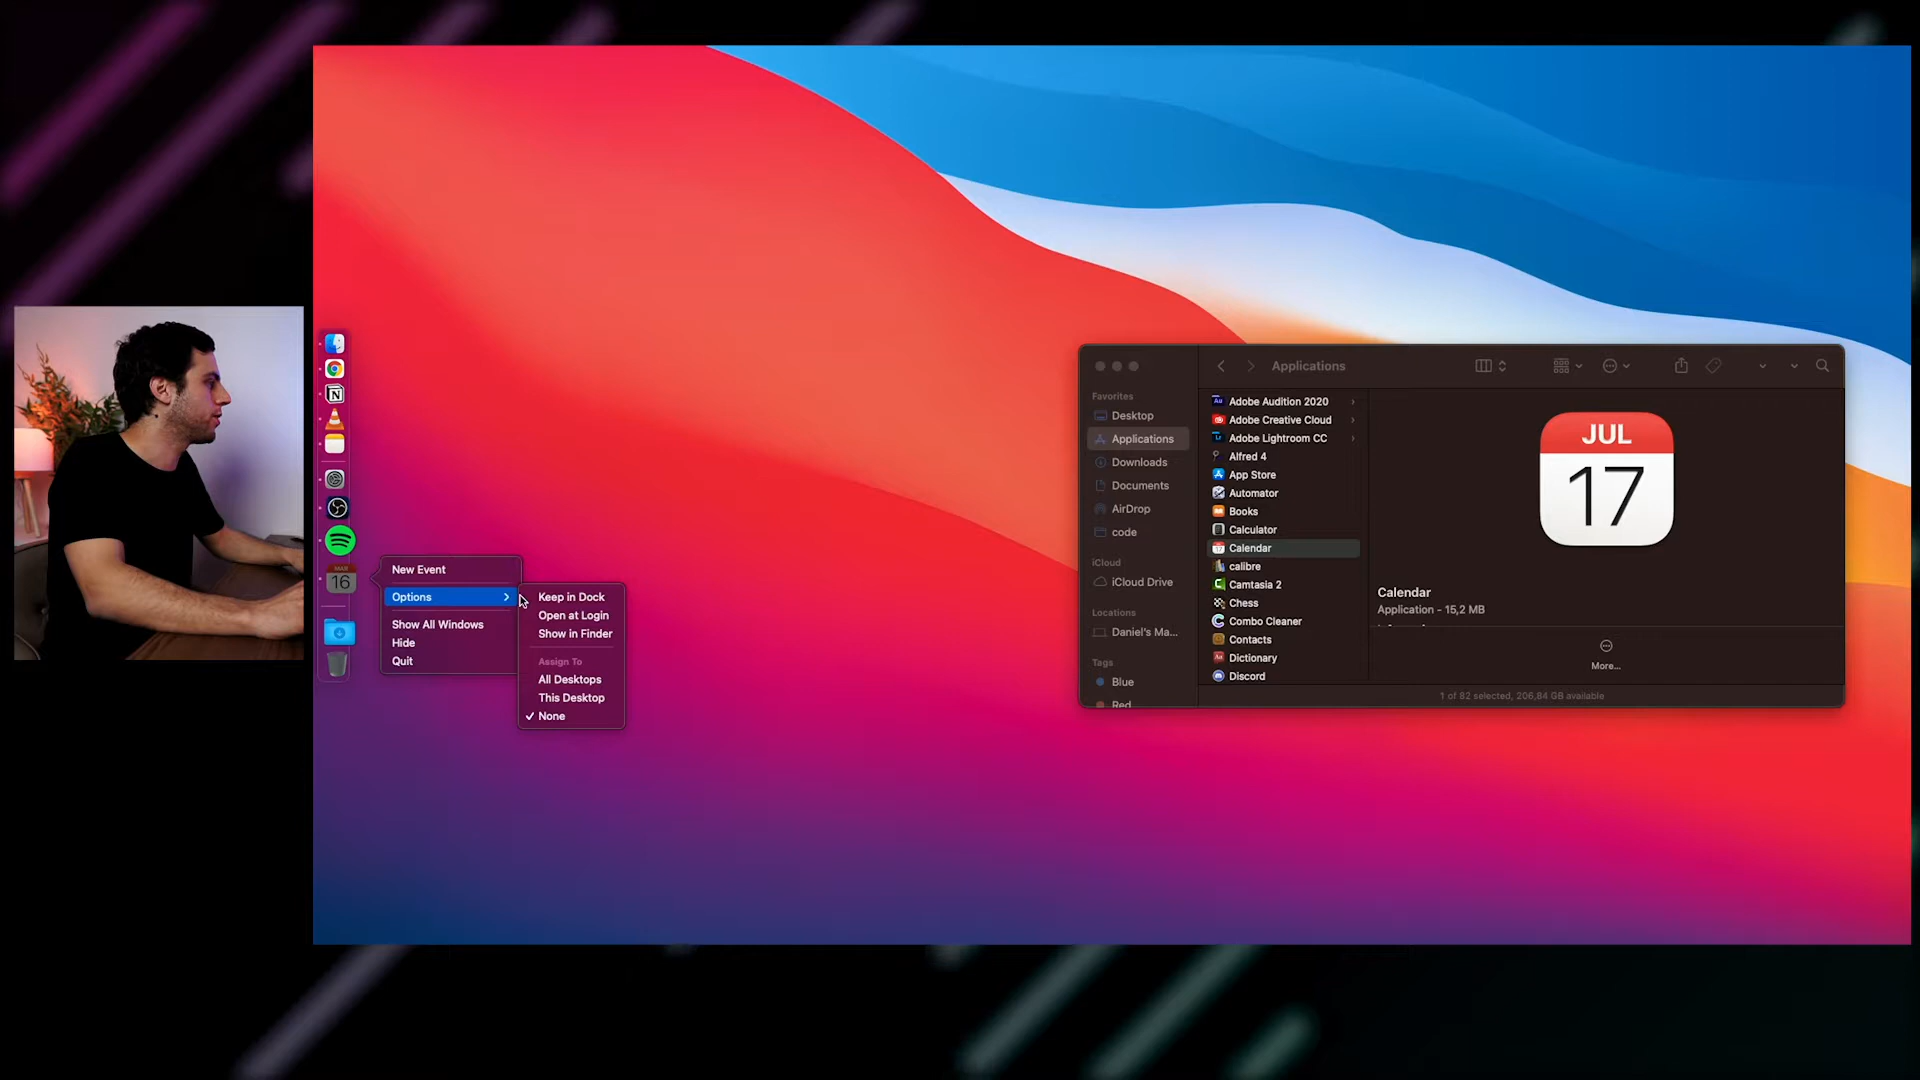 MAR
16
New Event
Options
Show All Windows
Hide
Quit
Keep in Dock
Open at Login
Show in Finder
Assign To
All Desktops
This Desktop
✓ None
Favorites
Desktop
Applications
Downloads
Documents
AirDrop
code
iCloud
iCloud Drive
Locations
Daniel's Ma...
Tags
Blue
Red
Applications
Adobe Audition 2020
Adobe Creative Cloud
Adobe Lightroom CC
Alfred 4
App Store
Automator
Books
Calculator
Calendar
calibre
Camtasia 2
Chess
Combo Cleaner
Contacts
Dictionary
Discord
JUL
17
Calendar
Application - 15,2 MB
More...
1 of 82 selected, 206,84 GB available